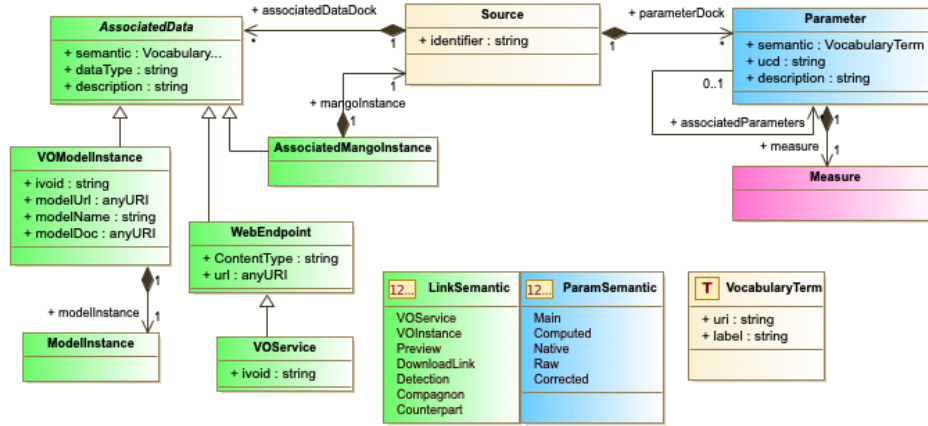 AssociatedData
+ semantic : Vocabulary...
+ dataType : string
+ description : string
+ associatedDataDock
*
1
Source
+ identifier : string
1
+ parameterDock
*
Parameter
+ semantic : VocabularyTerm
+ ucd : string
+ description : string
0..1
+ associatedParameters
*
1
+ measure
1
Measure
1
+ mangoInstance
1
AssociatedMangoInstance
VOModelInstance
+ ivoid : string
+ modelUrl : anyURI
+ modelName : string
+ modelDoc : anyURI
1
+ modelInstance
1
ModelInstance
WebEndpoint
+ ContentType : string
+ url : anyURI
VOService
+ ivoid : string
12... LinkSemantic
VOService
VOInstance
Preview
DownloadLink
Detection
Compagnon
Counterpart
12... ParamSemantic
Main
Computed
Native
Raw
Corrected
T VocabularyTerm
+ uri : string
+ label : string